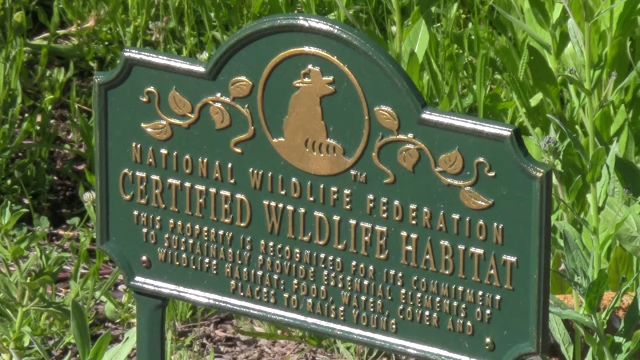 TM
NATIONAL WILDLIFE FEDERATION
CERTIFIED WILDLIFE HABITAT
THIS PROPERTY IS RECOGNIZED FOR ITS COMMITMENT
TO SUSTAINABLY PROVIDE ESSENTIAL ELEMENTS OF
WILDLIFE HABITAT: FOOD, WATER, COVER AND
PLACES TO RAISE YOUNG